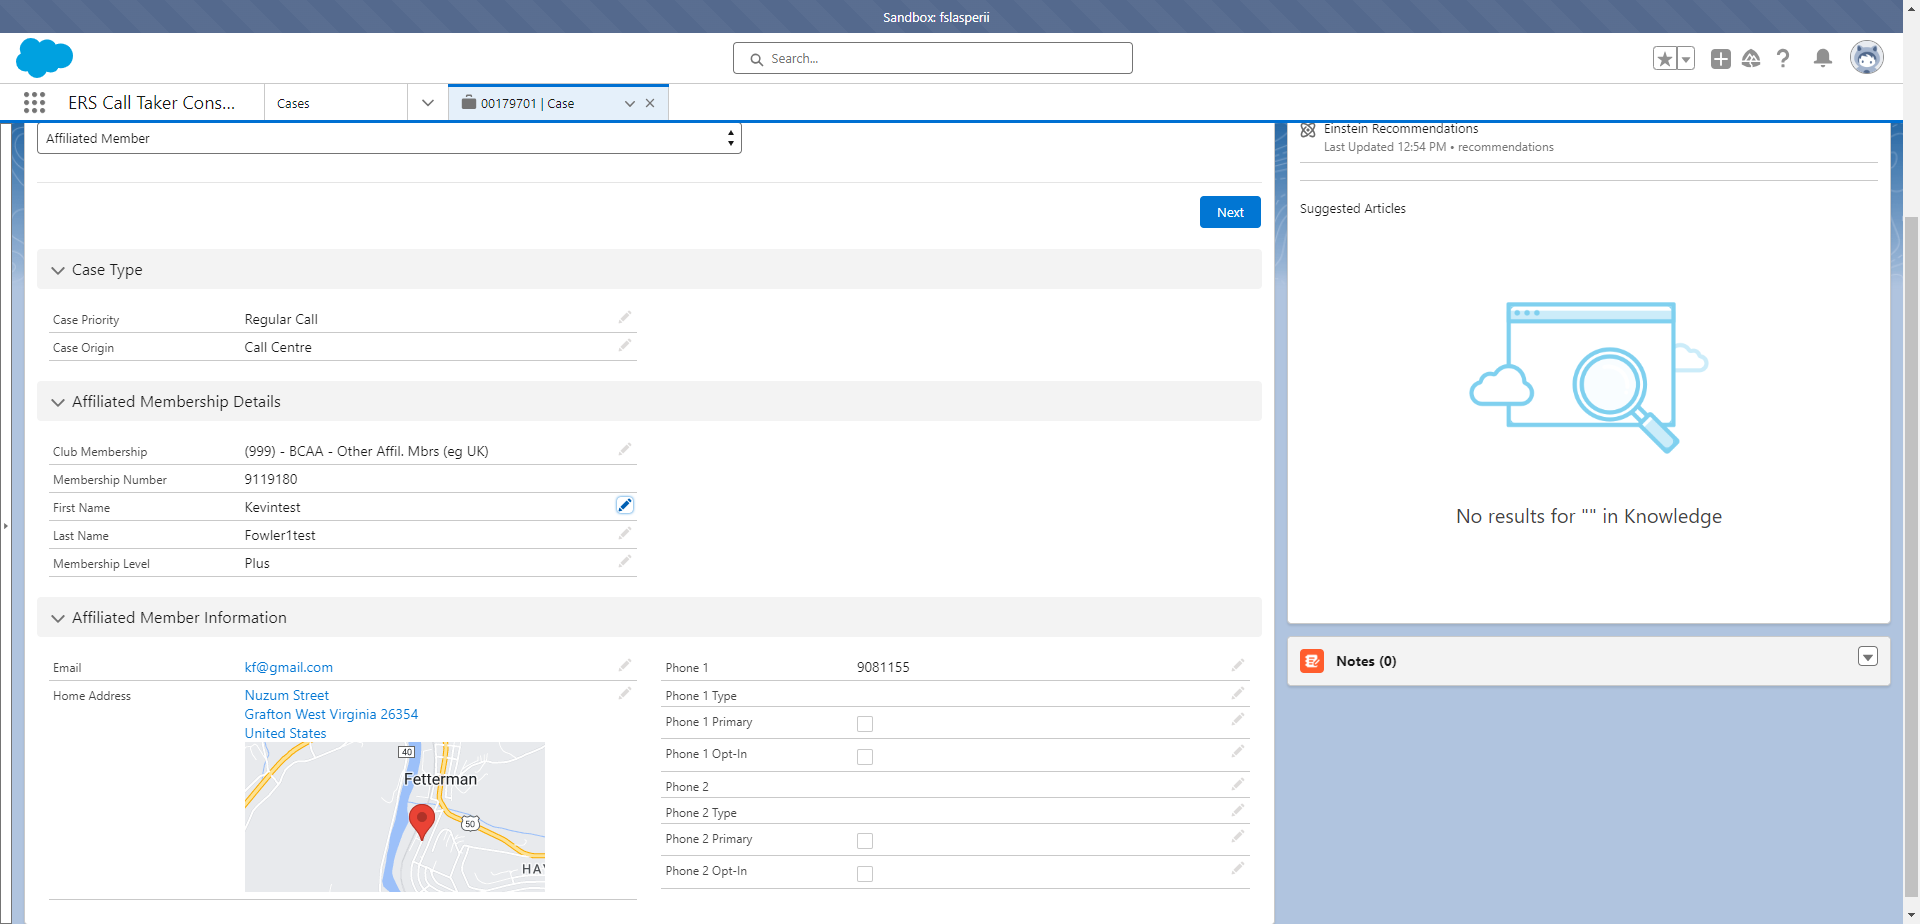 Sandbox: fslasperii
Search...
ERS Call Taker Cons...
Cases
00179701 | Case
Affiliated Member
Next
Case Type
Case Priority Regular Call
Case Origin Call Centre
Affiliated Membership Details
Club Membership (999) - BCAA - Other Affil. Mbrs (eg UK)
Membership Number 9119180
First Name Kevintest
Last Name Fowler1test
Membership Level Plus
Affiliated Member Information
Email kf@gmail.com
Home Address Nuzum Street
Grafton West Virginia 26354
United States
40
Fetterman
50
HAY
Phone 1 9081155
Phone 1 Type
Phone 1 Primary
Phone 1 Opt-In
Phone 2
Phone 2 Type
Phone 2 Primary
Phone 2 Opt-In
Einstein Recommendations
Last Updated 12:54 PM • recommendations
Suggested Articles
No results for "" in Knowledge
Notes (0)